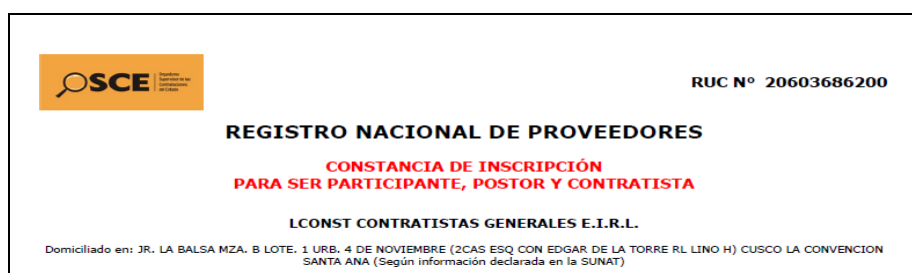 OSCE
Organismo
Supervisor de las
Contrataciones
del Estado
RUC Nº 20603686200
REGISTRO NACIONAL DE PROVEEDORES
CONSTANCIA DE INSCRIPCIÓN
PARA SER PARTICIPANTE, POSTOR Y CONTRATISTA
LCONST CONTRATISTAS GENERALES E.I.R.L.
Domiciliado en: JR. LA BALSA MZA. B LOTE. 1 URB. 4 DE NOVIEMBRE (2CAS ESQ CON EDGAR DE LA TORRE RL LINO H) CUSCO LA CONVENCION
SANTA ANA (Según información declarada en la SUNAT)